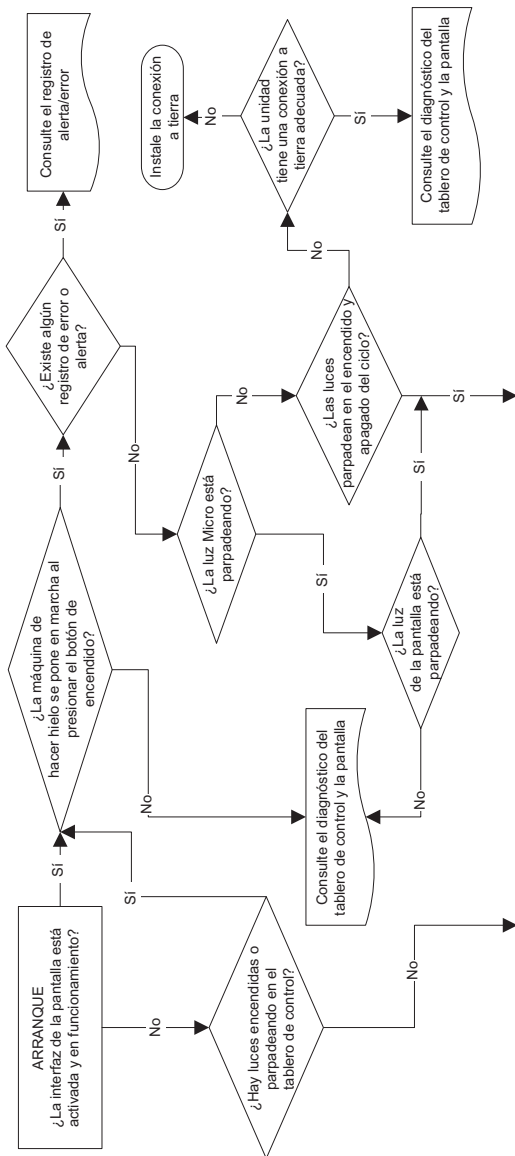 ARRANQUE
¿La interfaz de la pantalla está
activada y en funcionamiento?
Sí
No
¿La máquina de
hacer hielo se pone en marcha al
presionar el botón de
encendido?
Sí
No
¿Existe algún
registro de error o
alerta?
Sí
No
Consulte el registro de
alerta/error
¿Hay luces encendidas o
parpadeando en el
tablero de control?
Sí
No
Consulte el diagnóstico del
tablero de control y la pantalla
¿La luz Micro está
parpadeando?
No
Sí
¿La luz
de la pantalla está
parpadeando?
No
Sí
¿Las luces
parpadean en el encendido y
apagado del ciclo?
No
Sí
¿La unidad
tiene una conexión a
tierra adecuada?
No
Sí
Instale la conexión
a tierra
Consulte el diagnóstico del
tablero de control y la pantalla